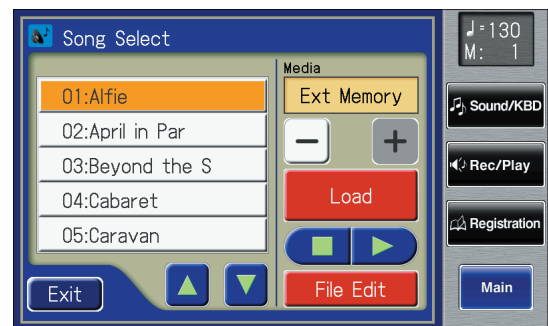 Song Select
01:Alfie
02:April in Par
03:Beyond the S
04:Cabaret
05:Caravan
Exit
Media
Ext Memory
Load
File Edit
♩=130
M: 1
Sound/KBD
Rec/Play
Registration
Main